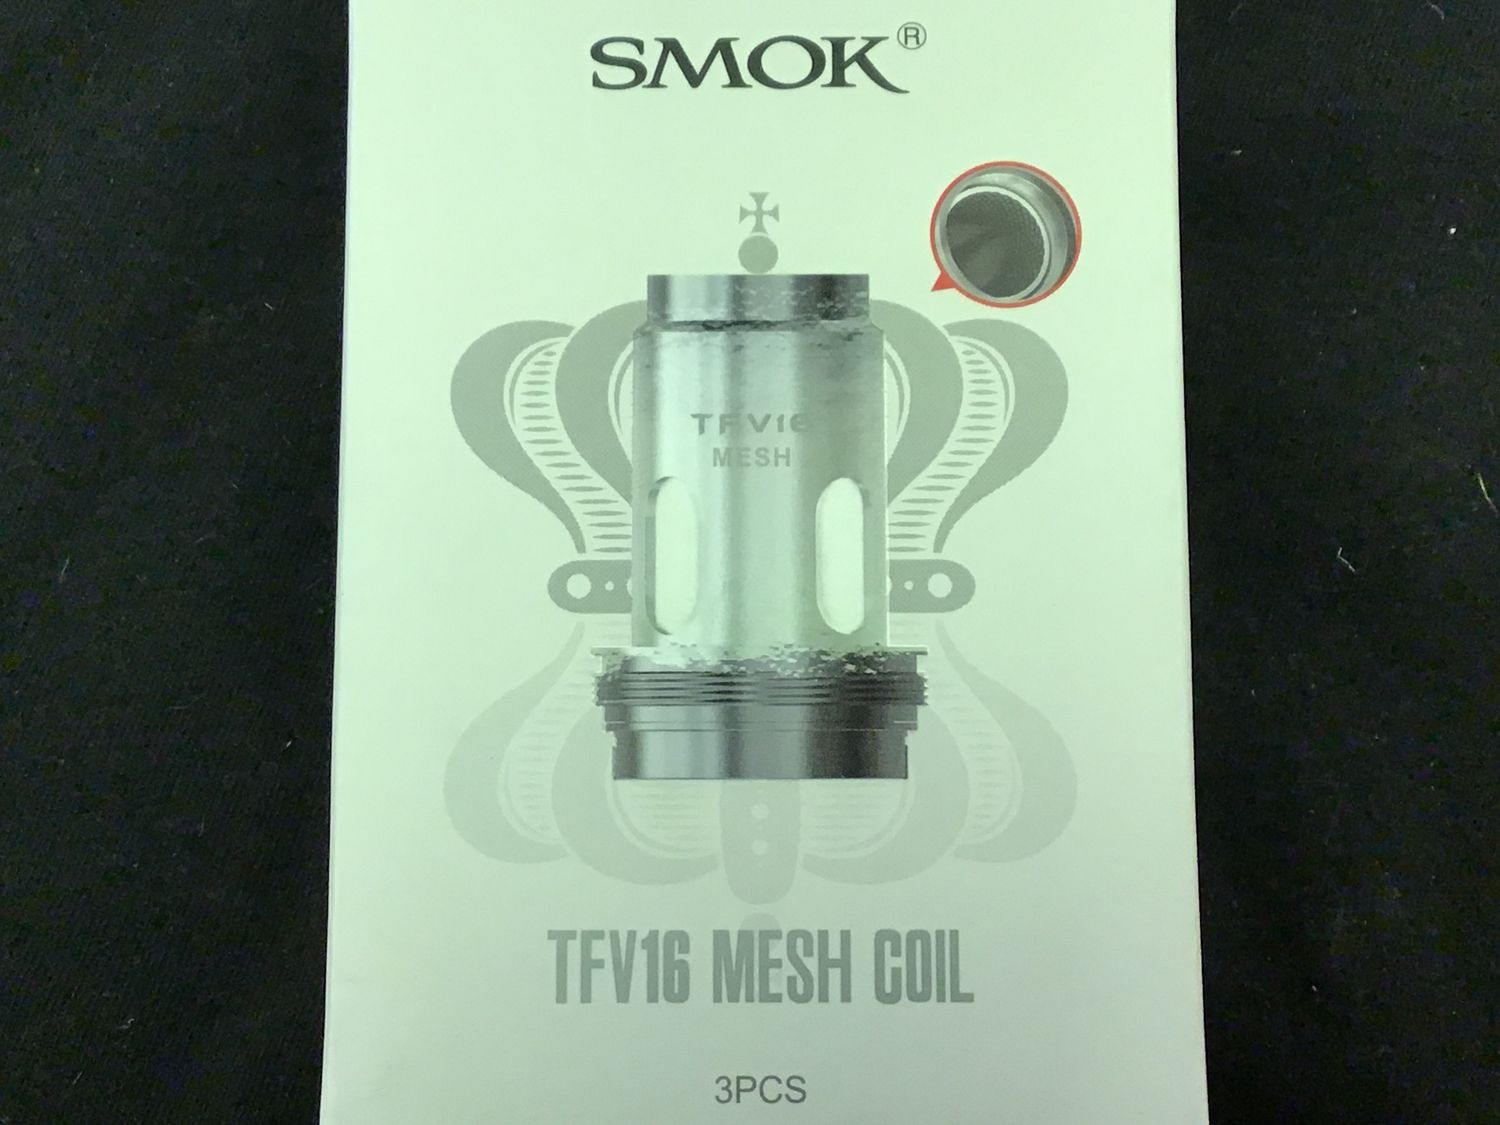 SMOK®
TFV16
MESH
TFV16 MESH COIL
3PCS